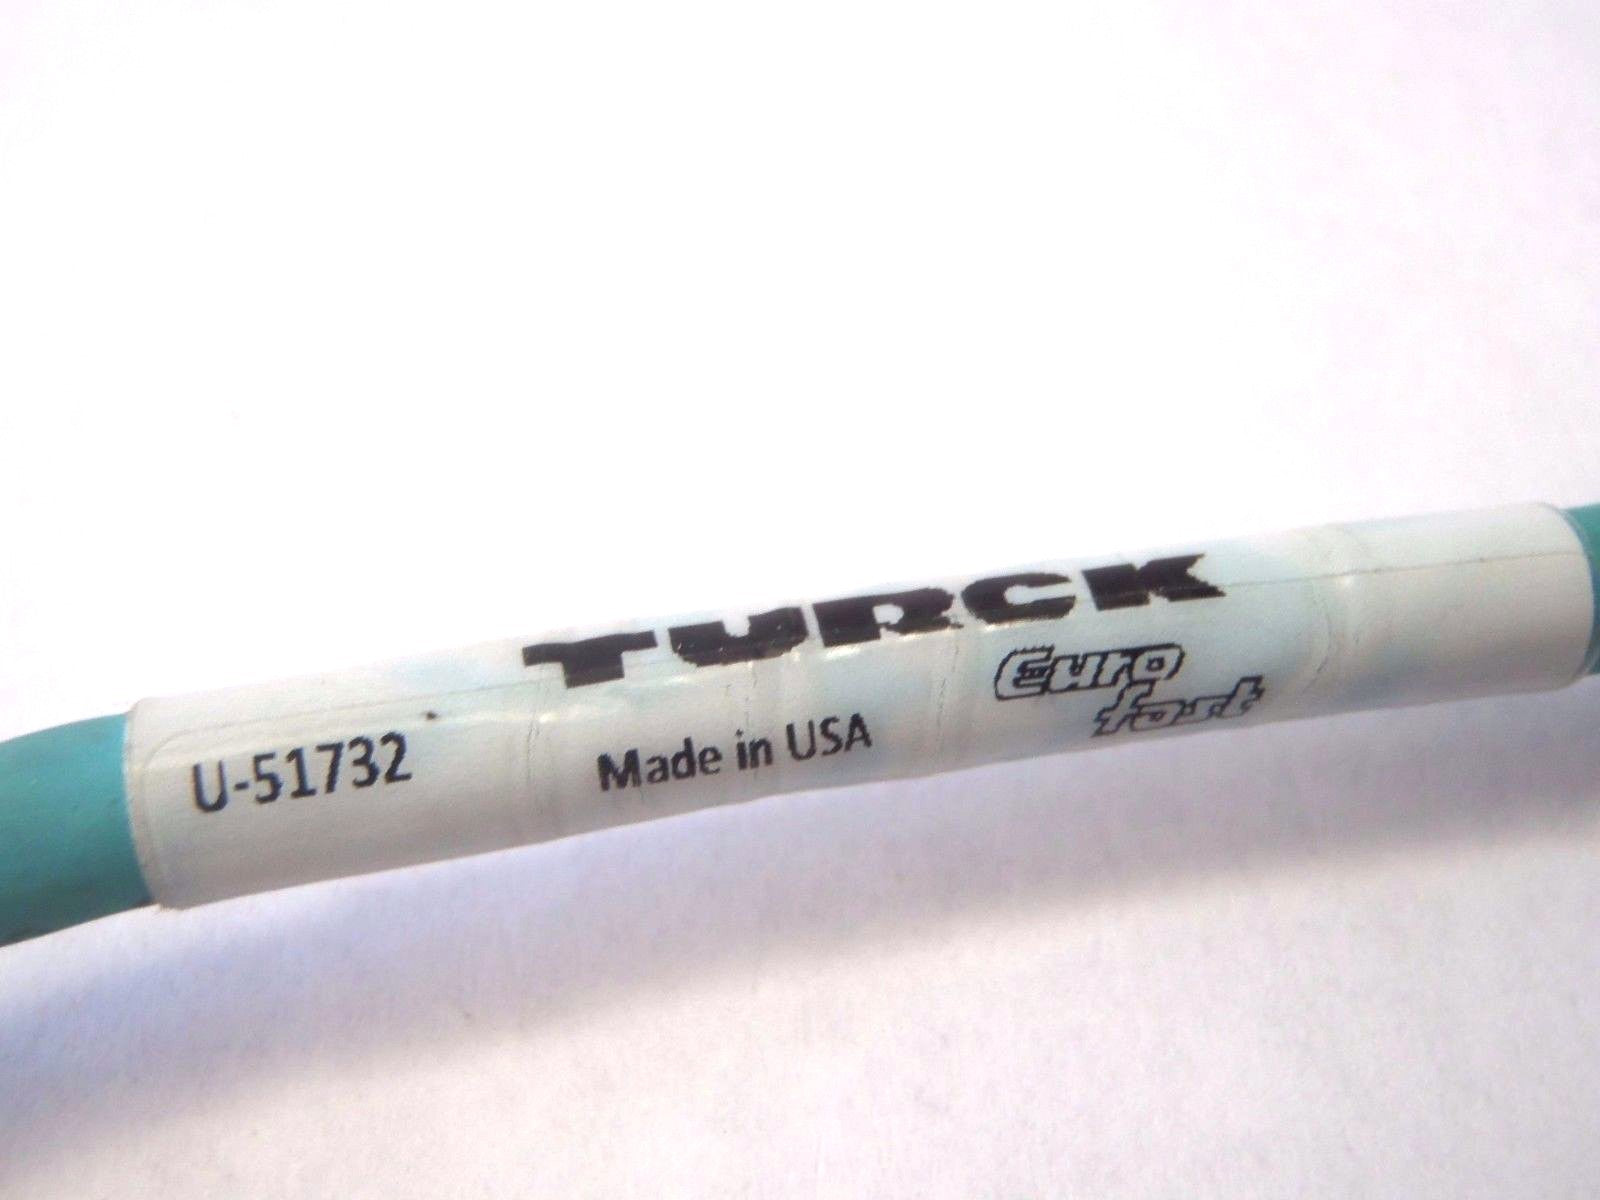 TURCK
Euro
fast
U-51732 Made in USA